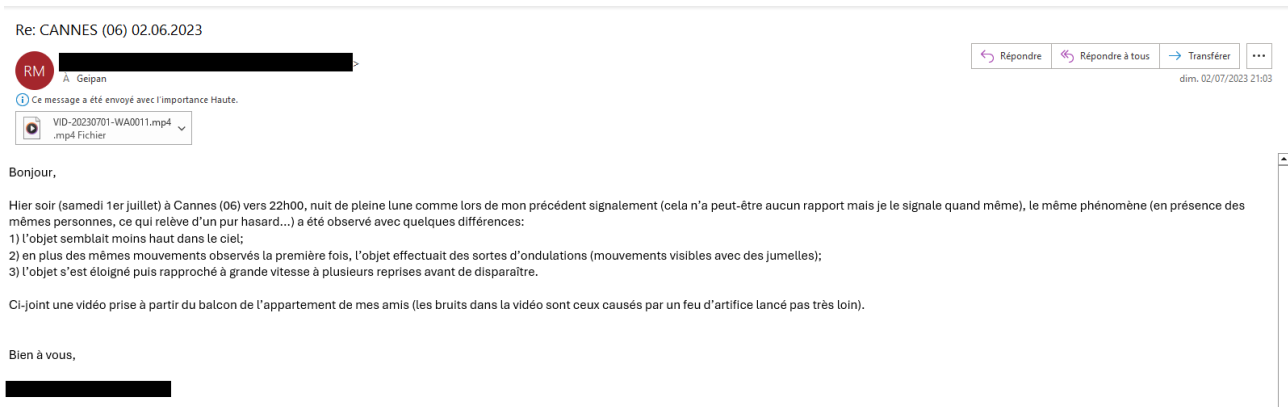 Re: CANNES (06) 02.06.2023
RM
>
À Geipan
Répondre
Répondre à tous
Transférer
dim. 02/07/2023 21:03
Ce message a été envoyé avec l'importance Haute.
VID-20230701-WA0011.mp4
.mp4 Fichier
Bonjour,
Hier soir (samedi 1er juillet) à Cannes (06) vers 22h00, nuit de pleine lune comme lors de mon précédent signalement (cela n'a peut-être aucun rapport mais je le signale quand même), le même phénomène (en présence des
mêmes personnes, ce qui relève d'un pur hasard...) a été observé avec quelques différences:
1) l'objet semblait moins haut dans le ciel;
2) en plus des mêmes mouvements observés la première fois, l'objet effectuait des sortes d'ondulations (mouvements visibles avec des jumelles);
3) l'objet s'est éloigné puis rapproché à grande vitesse à plusieurs reprises avant de disparaître.
Ci-joint une vidéo prise à partir du balcon de l'appartement de mes amis (les bruits dans la vidéo sont ceux causés par un feu d'artifice lancé pas très loin).
Bien à vous,